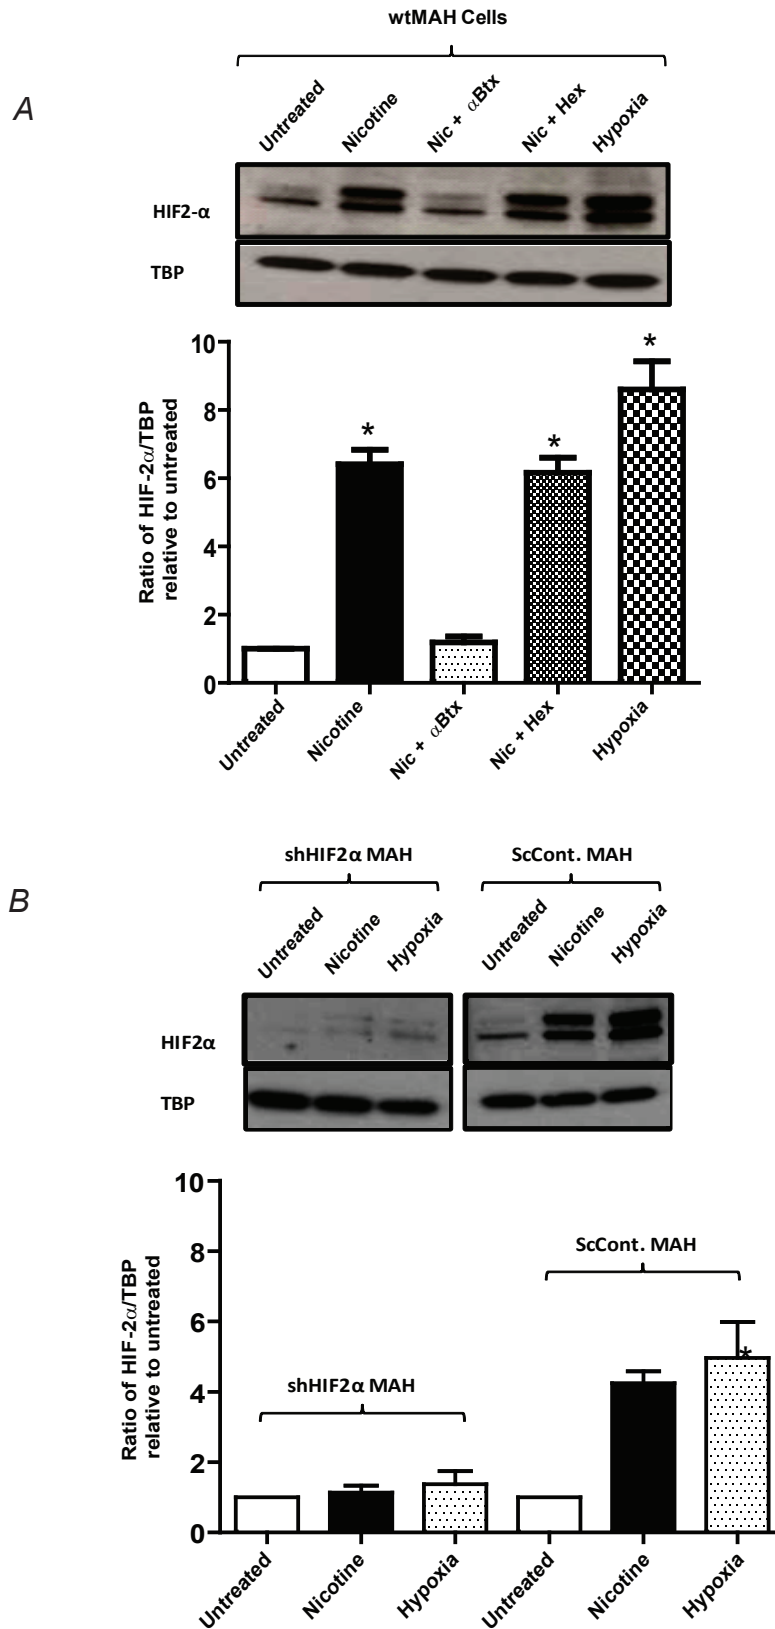 wtMAH Cells
A
Untreated
Nicotine
Nic + αBtx
Nic + Hex
Hypoxia
HIF2-α
TBP
Ratio of HIF-2α/TBP
relative to untreated
10
8
6
4
2
0
*
*
*
Untreated
Nicotine
Nic + αBtx
Nic + Hex
Hypoxia
B
shHIF2α MAH
ScCont. MAH
Untreated
Nicotine
Hypoxia
Untreated
Nicotine
Hypoxia
HIF2α
TBP
Ratio of HIF-2α/TBP
relative to untreated
10
8
6
4
2
0
shHIF2α MAH
ScCont. MAH
*
Untreated
Nicotine
Hypoxia
Untreated
Nicotine
Hypoxia